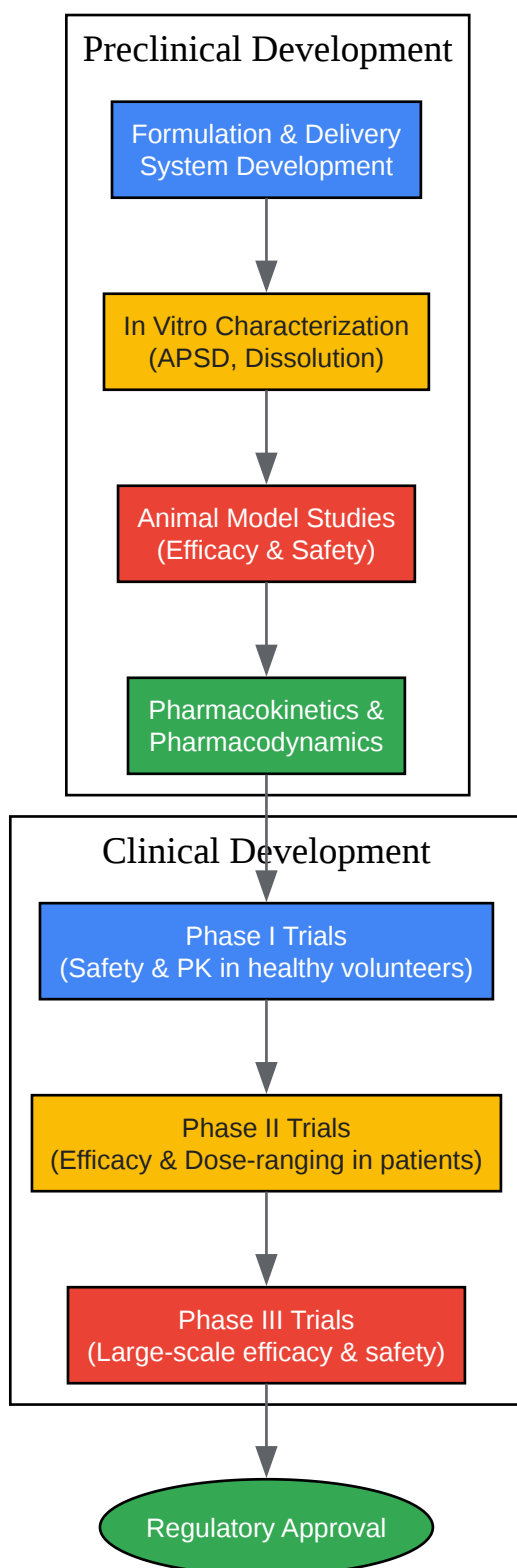 Preclinical Development
Formulation & Delivery
System Development
In Vitro Characterization
(APSD, Dissolution)
Animal Model Studies
(Efficacy & Safety)
Pharmacokinetics &
Pharmacodynamics
Clinical Development
Phase I Trials
(Safety & PK in healthy volunteers)
Phase II Trials
(Efficacy & Dose-ranging in patients)
Phase III Trials
(Large-scale efficacy & safety)
Regulatory Approval